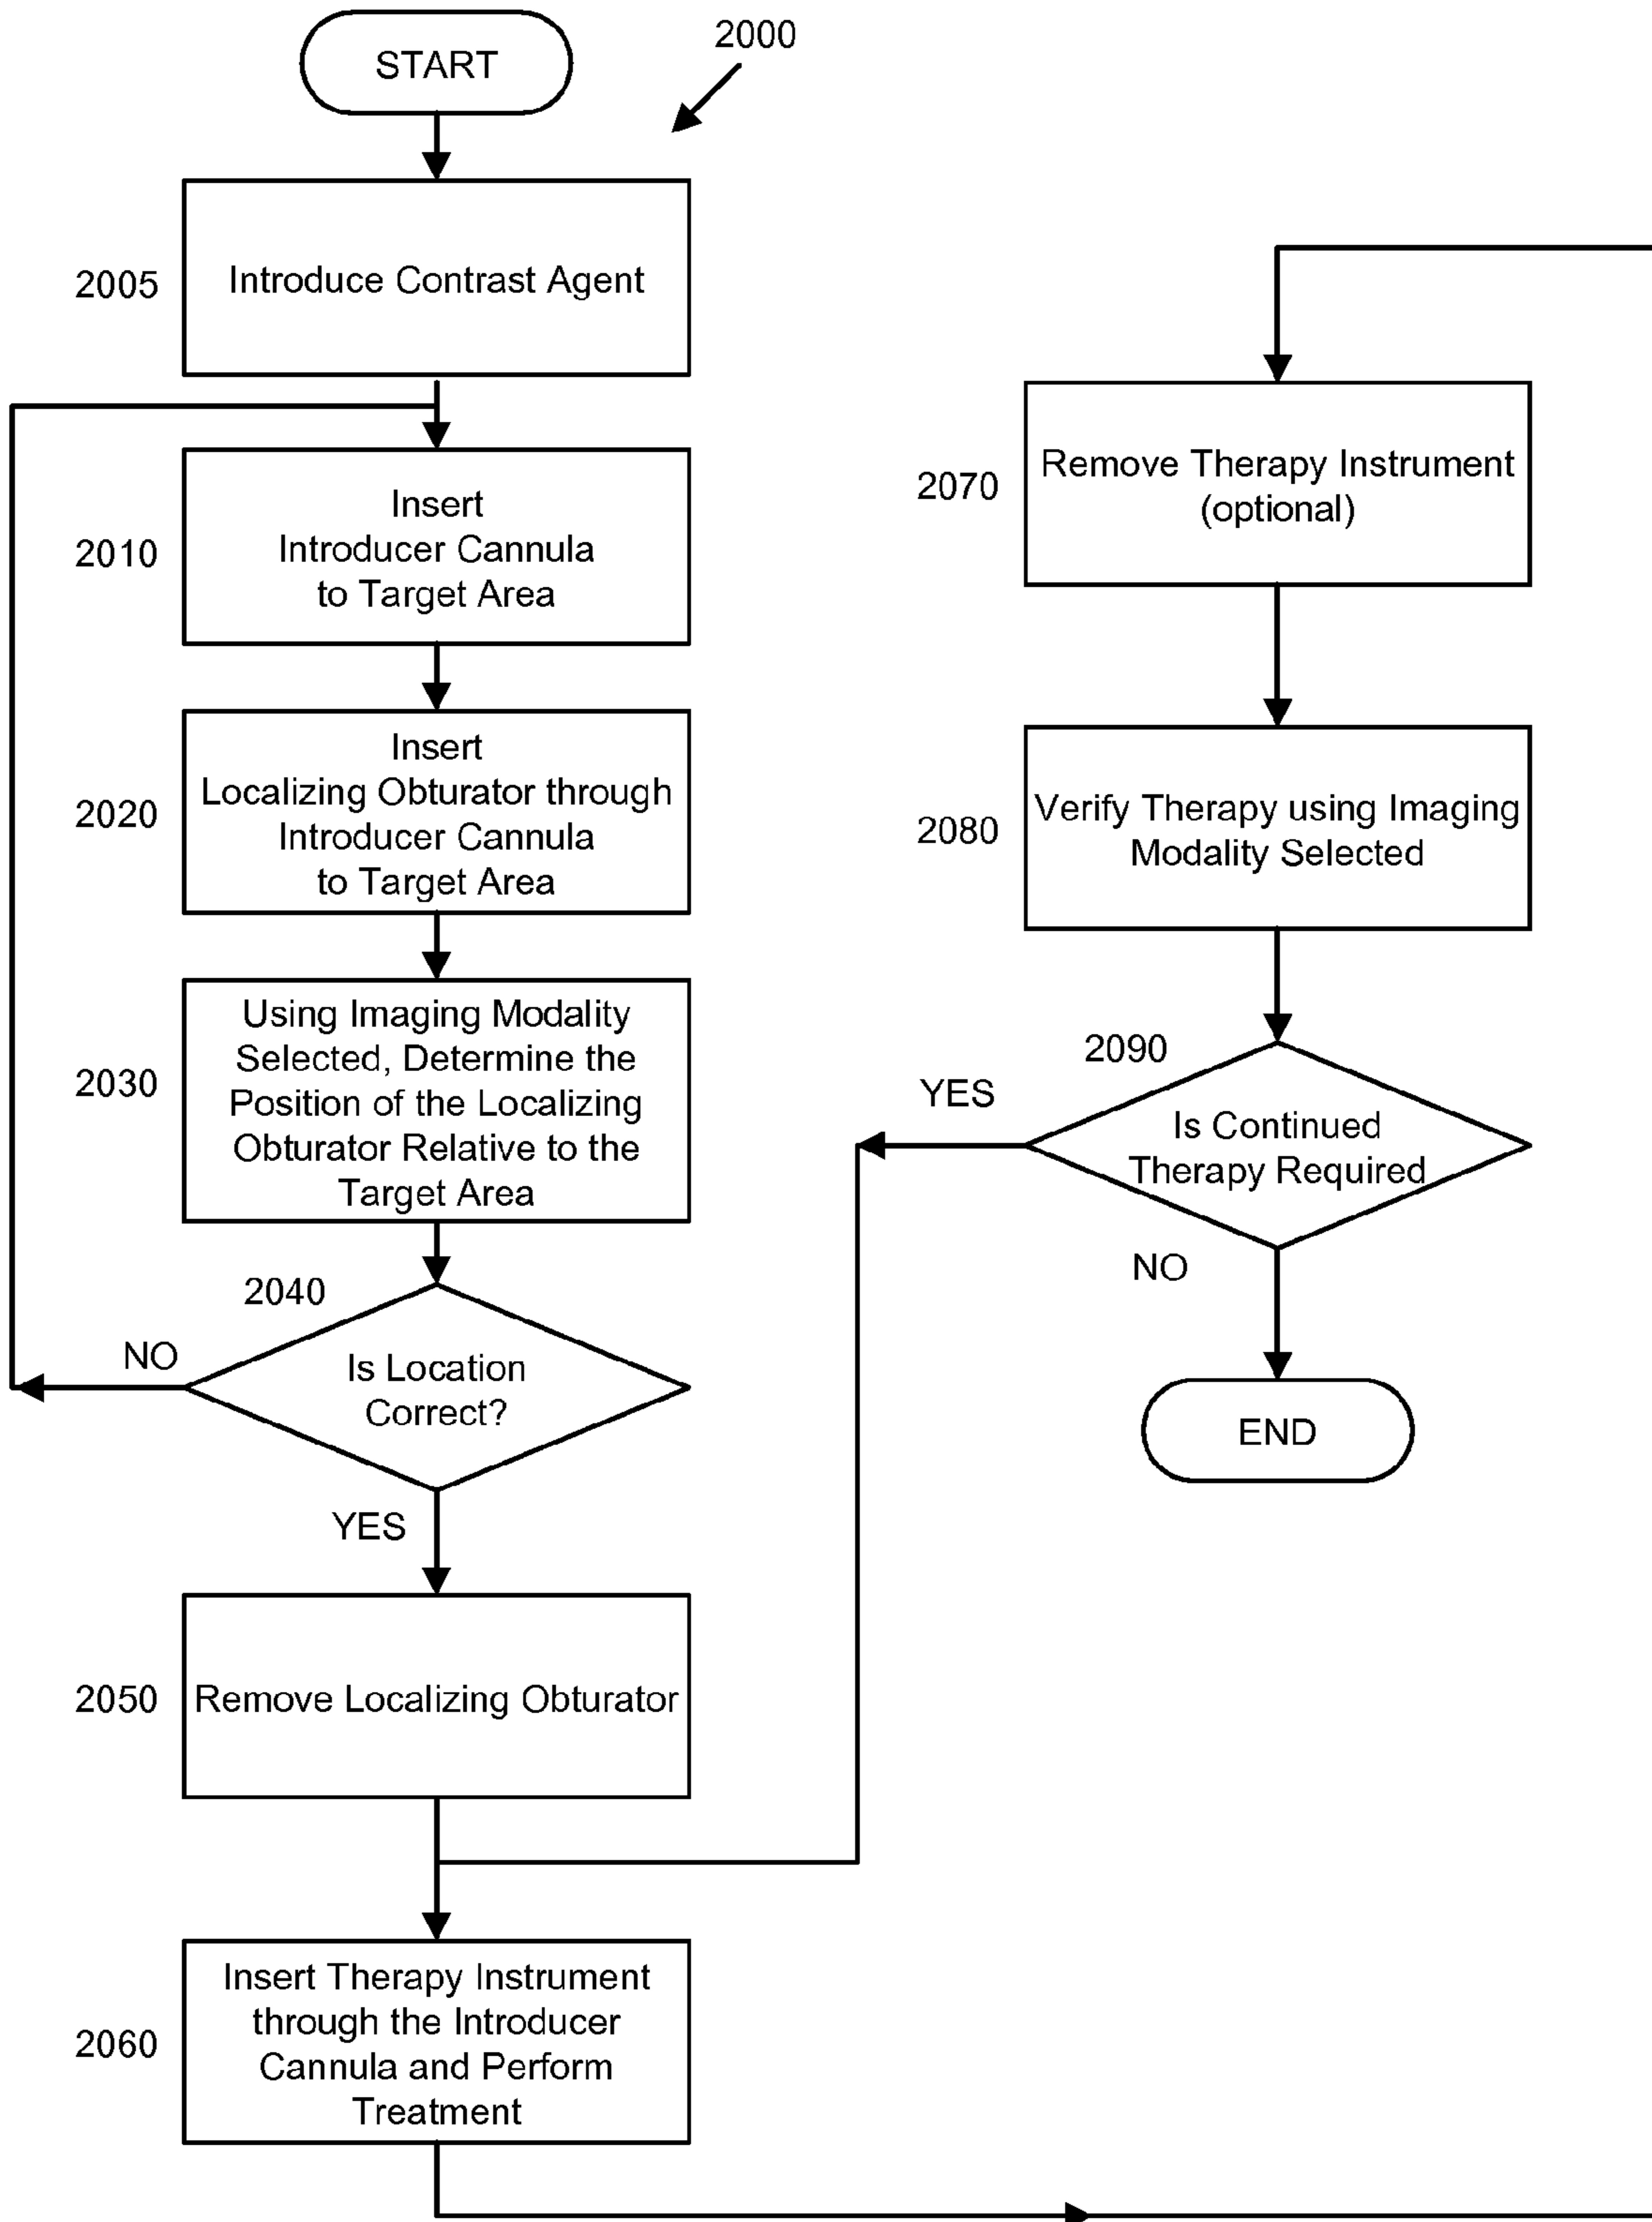 START
2000
2005
Introduce Contrast Agent
2010
Insert
Introducer Cannula
to Target Area
2020
Insert
Localizing Obturator through
Introducer Cannula
to Target Area
2030
Using Imaging Modality
Selected, Determine the
Position of the Localizing
Obturator Relative to the
Target Area
2040
NO
Is Location
Correct?
YES
2050
Remove Localizing Obturator
2060
Insert Therapy Instrument
through the Introducer
Cannula and Perform
Treatment
2070
Remove Therapy Instrument
(optional)
2080
Verify Therapy using Imaging
Modality Selected
2090
YES
Is Continued
Therapy Required
NO
END